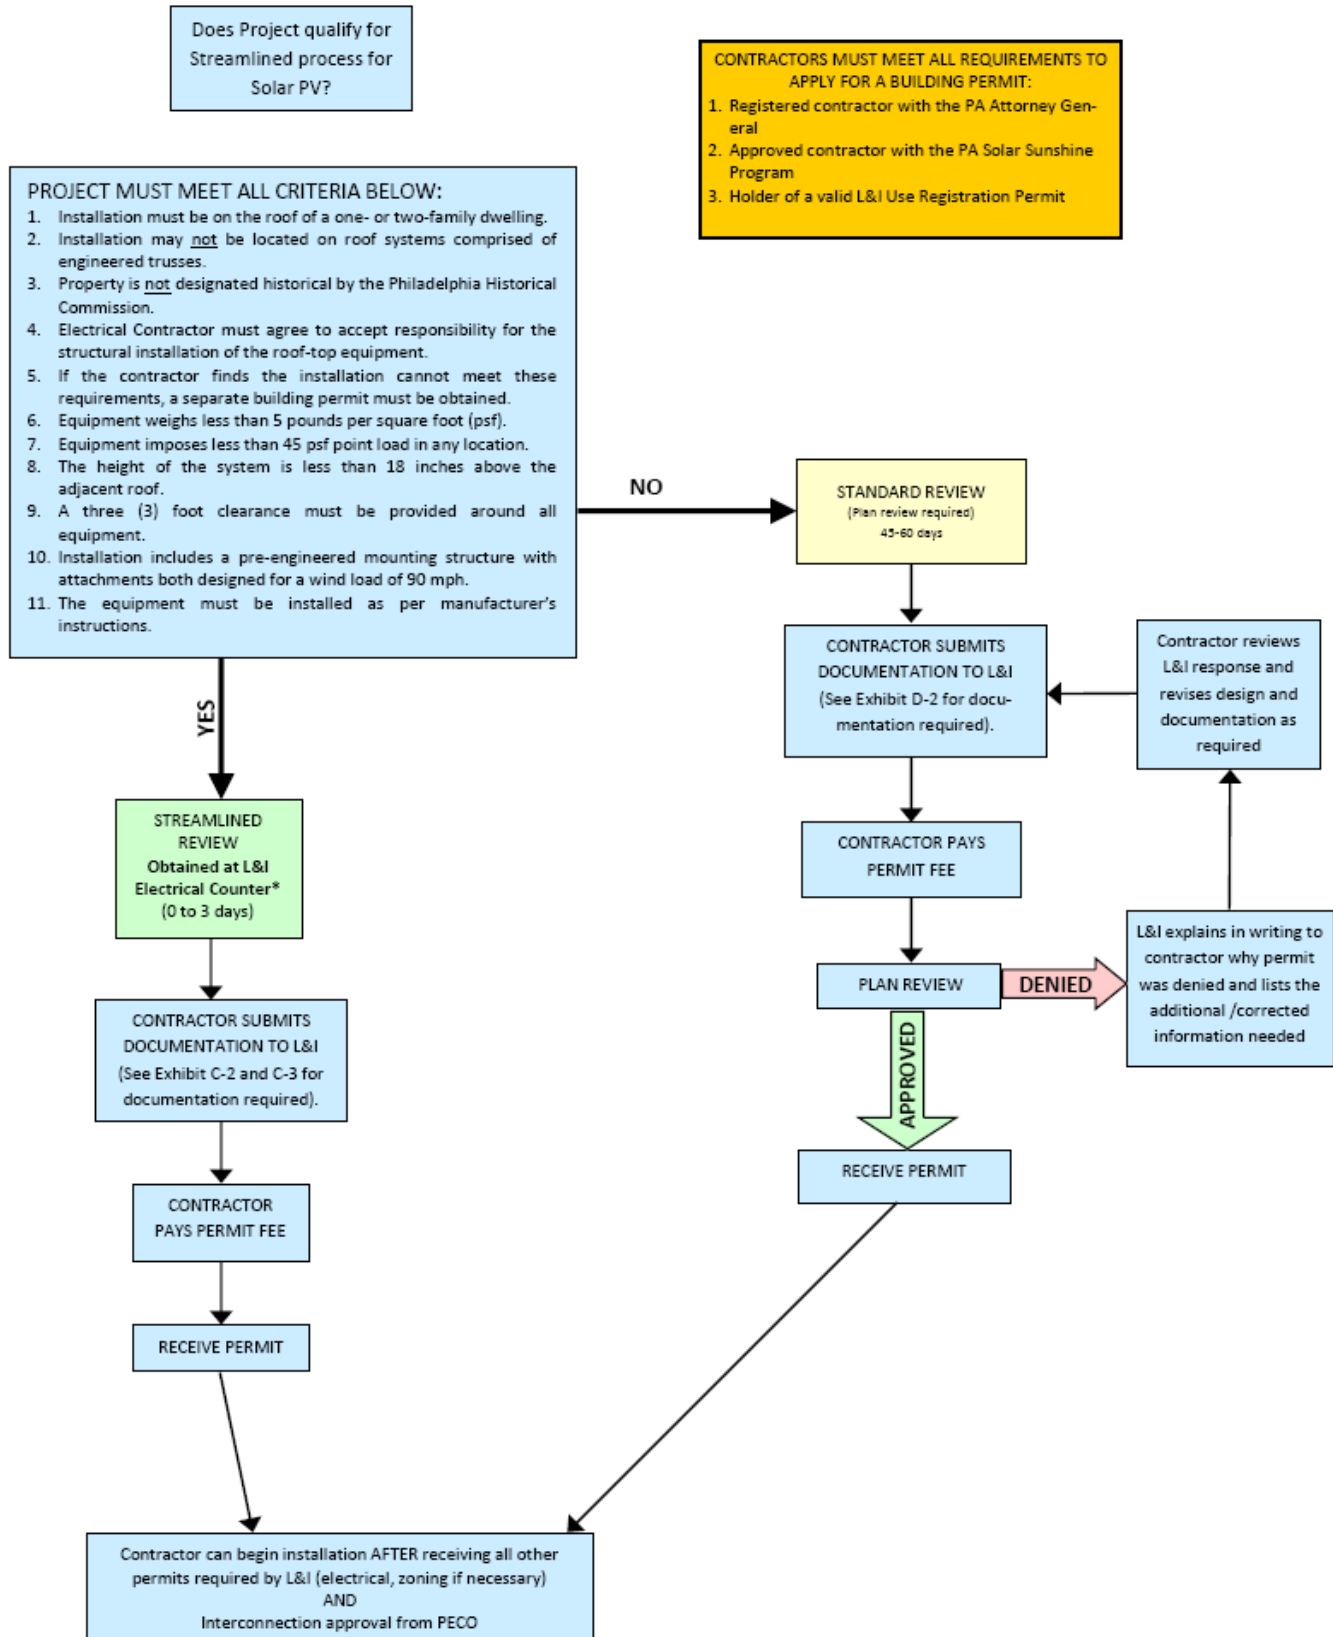 Does Project qualify for
Streamlined process for
Solar PV?
CONTRACTORS MUST MEET ALL REQUIREMENTS TO
APPLY FOR A BUILDING PERMIT:
1. Registered contractor with the PA Attorney Gen-
eral
2. Approved contractor with the PA Solar Sunshine
Program
3. Holder of a valid L&I Use Registration Permit
PROJECT MUST MEET ALL CRITERIA BELOW:
1. Installation must be on the roof of a one- or two-family dwelling.
2. Installation may not be located on roof systems comprised of
engineered trusses.
3. Property is not designated historical by the Philadelphia Historical
Commission.
4. Electrical Contractor must agree to accept responsibility for the
structural installation of the roof-top equipment.
5. If the contractor finds the installation cannot meet these
requirements, a separate building permit must be obtained.
6. Equipment weighs less than 5 pounds per square foot (psf).
7. Equipment imposes less than 45 psf point load in any location.
8. The height of the system is less than 18 inches above the
adjacent roof.
9. A three (3) foot clearance must be provided around all
equipment.
10. Installation includes a pre-engineered mounting structure with
attachments both designed for a wind load of 90 mph.
11. The equipment must be installed as per manufacturer's
instructions.
NO
STANDARD REVIEW
(Plan review required)
45-60 days
YES
CONTRACTOR SUBMITS
DOCUMENTATION TO L&I
(See Exhibit D-2 for docu-
mentation required).
Contractor reviews
L&I response and
revises design and
documentation as
required
STREAMLINED
REVIEW
Obtained at L&I
Electrical Counter*
(0 to 3 days)
CONTRACTOR PAYS
PERMIT FEE
L&I explains in writing to
contractor why permit
was denied and lists the
additional /corrected
information needed
PLAN REVIEW
DENIED
APPROVED
CONTRACTOR SUBMITS
DOCUMENTATION TO L&I
(See Exhibit C-2 and C-3 for
documentation required).
RECEIVE PERMIT
CONTRACTOR
PAYS PERMIT FEE
RECEIVE PERMIT
Contractor can begin installation AFTER receiving all other
permits required by L&I (electrical, zoning if necessary)
AND
Interconnection approval from PECO